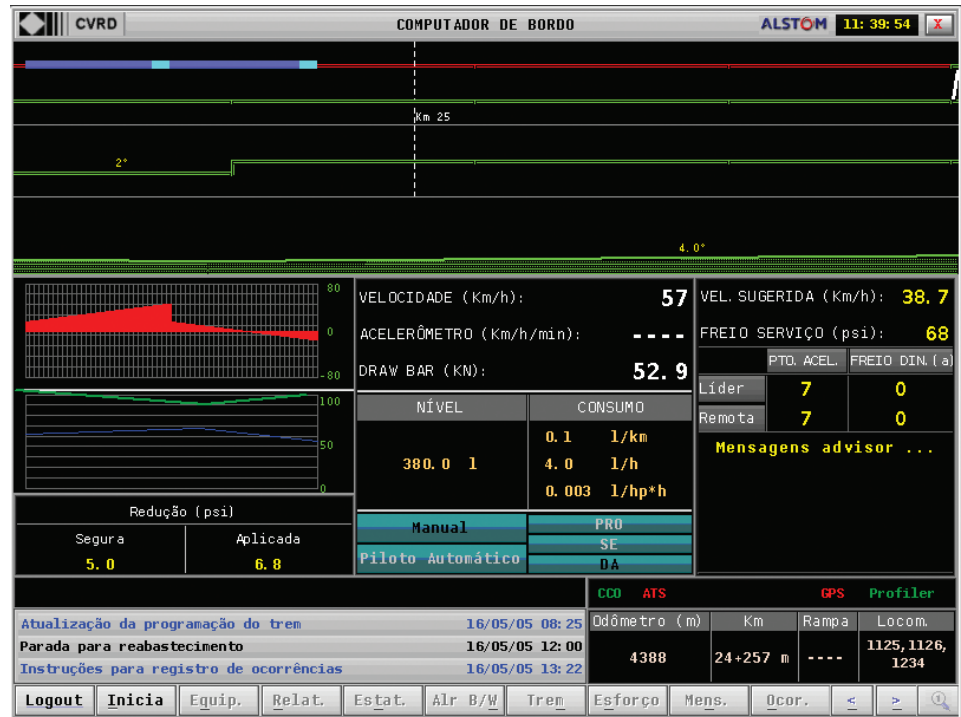 CVRD COMPUTADOR DE BORDO ALSTOM 11:39:54 X
Km 25
2°
4.0°
80
0
-80
100
50
0
VELOCIDADE (Km/h): 57
ACELERÔMETRO (Km/h/min): ----
DRAW BAR (KN): 52.9
VEL. SUGERIDA (Km/h): 38.7
FREIO SERVIÇO (psi): 68
PTO. ACEL. FREIO DIN.(a)
Líder 7 0
Remota 7 0
Mensagens advisor ...
NÍVEL CONSUMO
380.0 l
0.1 l/km
4.0 l/h
0.003 l/hp*h
Redução (psi)
Segura Aplicada
5.0 6.8
Manual
Piloto Automático
PRO
SE
DA
CCO ATS GPS Profiler
Atualização da programação do trem 16/05/05 08:25
Parada para reabastecimento 16/05/05 12:00
Instruções para registro de ocorrências 16/05/05 13:22
Odômetro (m) Km Rampa Locom.
4388 24+257 m ---- 1125,1126,
1234
Logout Inicia Equip. Relat. Estat. Alr B/W Trem Esforço Mens. Ocor. < >